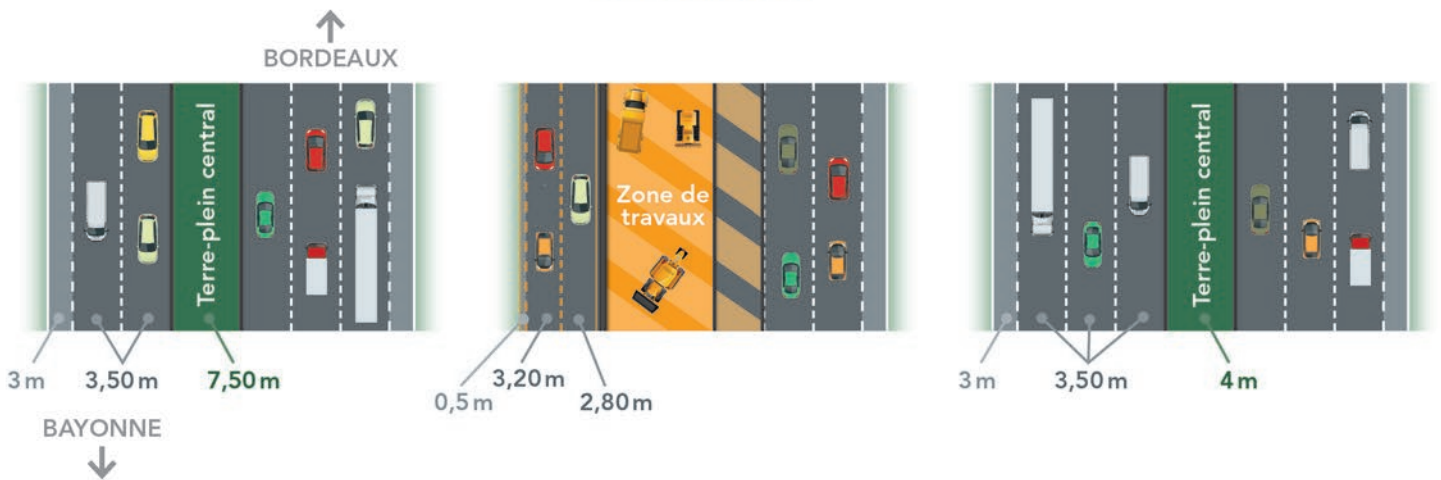 BORDEAUX
Terre-plein central
3 m
3,50 m
7,50 m
BAYONNE
Zone de
travaux
0,5 m
3,20 m
2,80 m
Terre-plein central
3 m
3,50 m
4 m